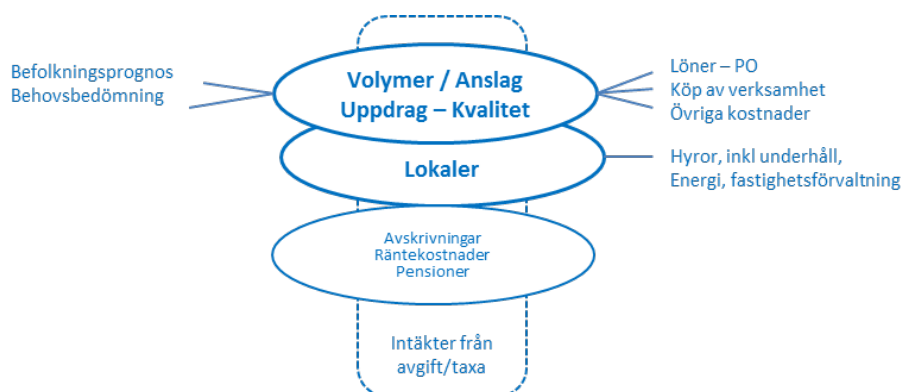 Befolkningsprognos
Behovsbedömning
Volymer / Anslag
Uppdrag – Kvalitet
Löner – PO
Köp av verksamhet
Övriga kostnader
Lokaler
Hyror, inkl underhåll,
Energi, fastighetsförvaltning
Avskrivningar
Räntekostnader
Pensioner
Intäkter från
avgift/taxa